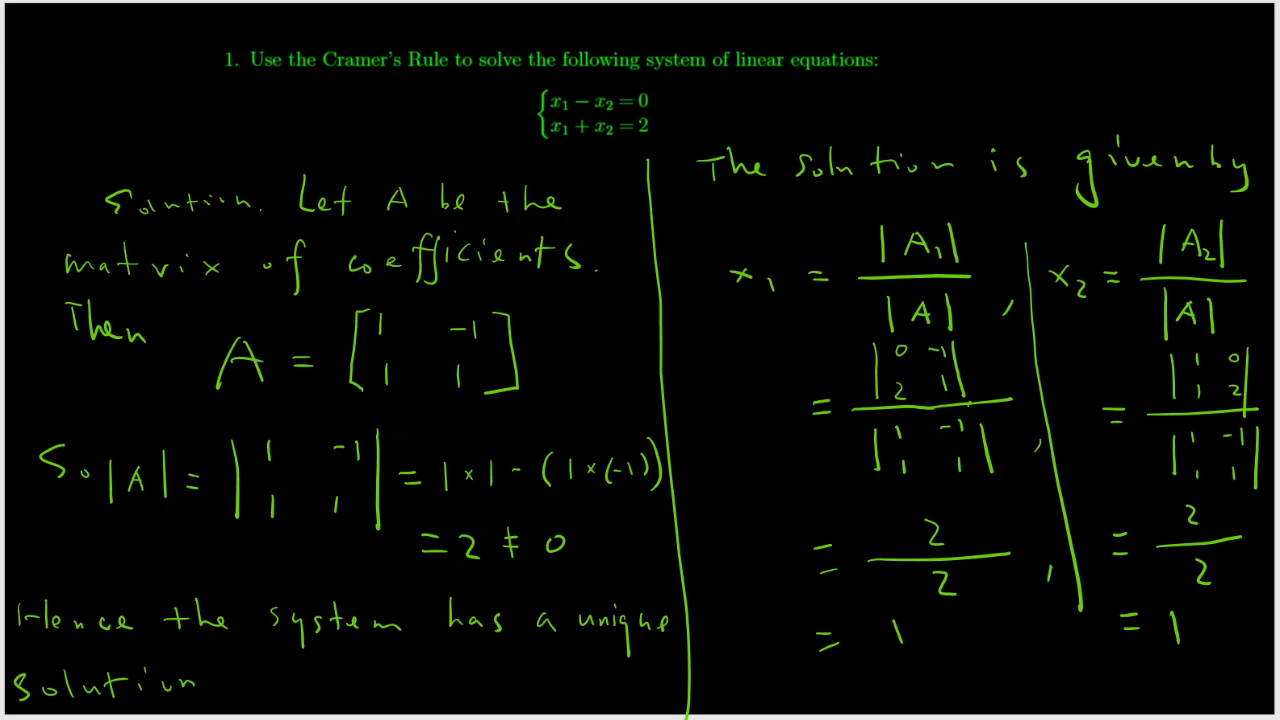 1. Use the Cramer's Rule to solve the following system of linear equations:
{x₁ − x₂ = 0
x₁ + x₂ = 2
Solution. Let A be the
matrix of coefficients.
Then
A = [1 -1
1 1]
So |A| = |1 -1
1 1| = 1 × 1 - (1 × (-1))
= 2 ≠ 0
Hence the system has a unique
solution
The solution is given by
x₁ = |A₁| / |A| , x₂ = |A₂| / |A|
= |0 -1
2 1| / |1 -1
1 1| , = |1 0
1 2| / |1 -1
1 1|
= 2/2 , = 2/2
= 1 = 1